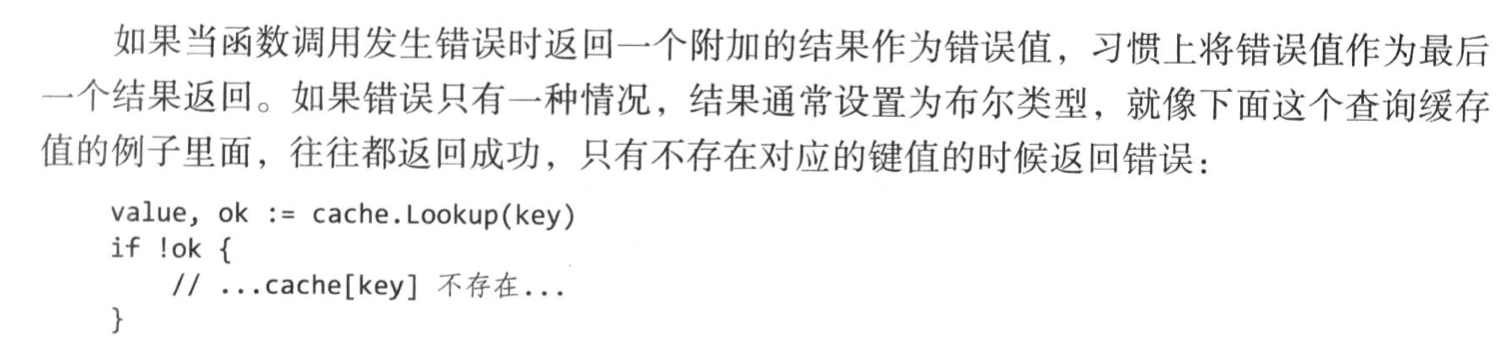 如果当函数调用发生错误时返回一个附加的结果作为错误值，习惯上将错误值作为最后
一个结果返回。如果错误只有一种情况，结果通常设置为布尔类型，就像下面这个查询缓存
值的例子里面，往往都返回成功，只有不存在对应的键值的时候返回错误：
value, ok := cache.Lookup(key)
if !ok {
// ...cache[key] 不存在...
}